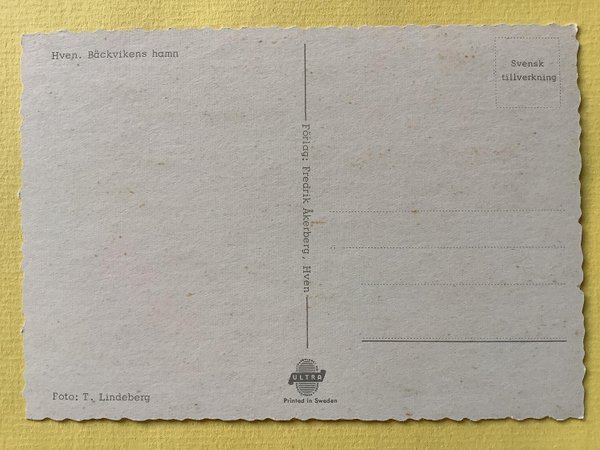 Hven. Bäckvikens hamn
Svensk
tillverkning
Förlag: Fredrik Åkerberg, Hven
Foto: T. Lindeberg
ULTRA
Printed in Sweden